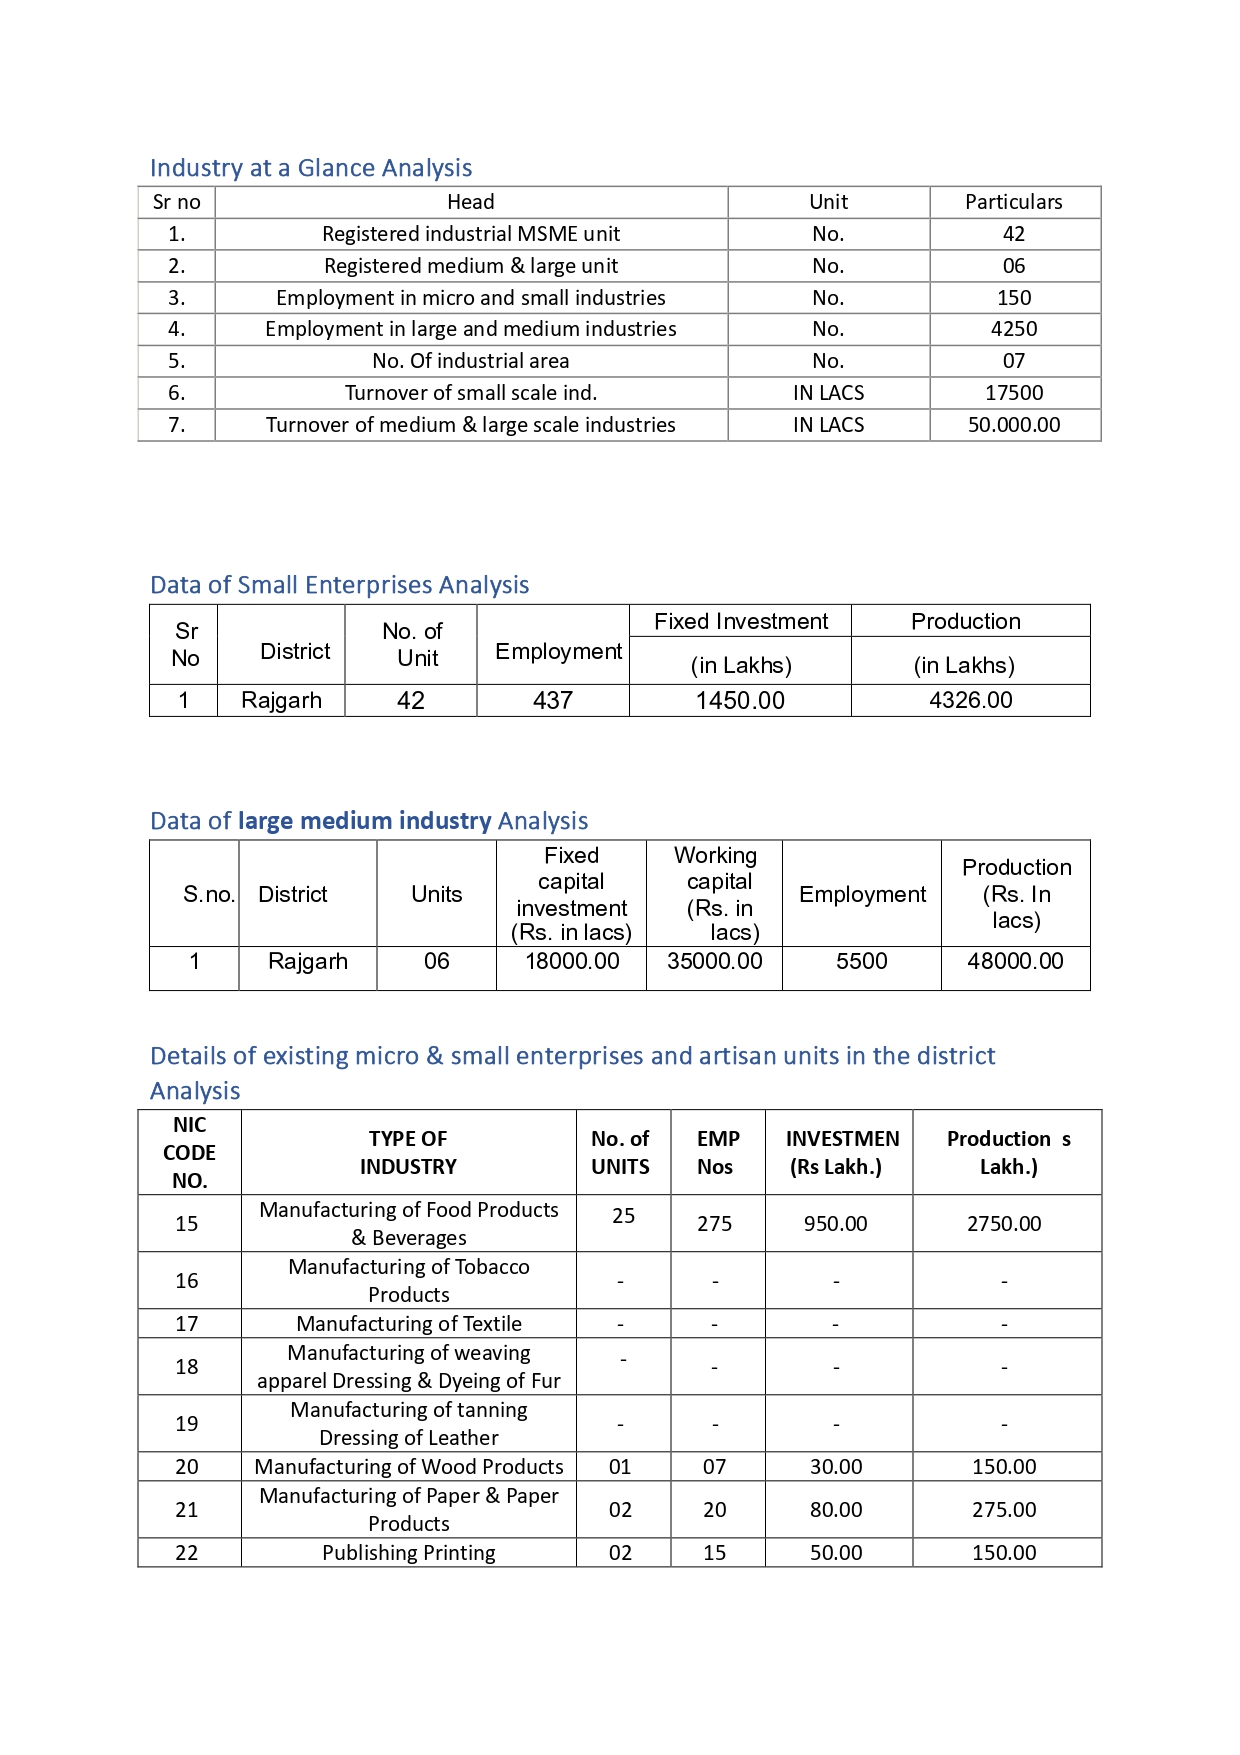 Industry at a Glance Analysis
Sr no Head Unit Particulars
1. Registered industrial MSME unit No. 42
2. Registered medium & large unit No. 06
3. Employment in micro and small industries No. 150
4. Employment in large and medium industries No. 4250
5. No. Of industrial area No. 07
6. Turnover of small scale ind. IN LACS 17500
7. Turnover of medium & large scale industries IN LACS 50.000.00
Data of Small Enterprises Analysis
Sr No District No. of Unit Employment Fixed Investment (in Lakhs) Production (in Lakhs)
1 Rajgarh 42 437 1450.00 4326.00
Data of large medium industry Analysis
S.no. District Units Fixed capital investment (Rs. in lacs) Working capital (Rs. in lacs) Employment Production (Rs. In lacs)
1 Rajgarh 06 18000.00 35000.00 5500 48000.00
Details of existing micro & small enterprises and artisan units in the district
Analysis
NIC CODE NO. TYPE OF INDUSTRY No. of UNITS EMP Nos INVESTMEN (Rs Lakh.) Production s Lakh.)
15 Manufacturing of Food Products & Beverages 25 275 950.00 2750.00
16 Manufacturing of Tobacco Products - - - -
17 Manufacturing of Textile - - - -
18 Manufacturing of weaving apparel Dressing & Dyeing of Fur - - - -
19 Manufacturing of tanning Dressing of Leather - - - -
20 Manufacturing of Wood Products 01 07 30.00 150.00
21 Manufacturing of Paper & Paper Products 02 20 80.00 275.00
22 Publishing Printing 02 15 50.00 150.00